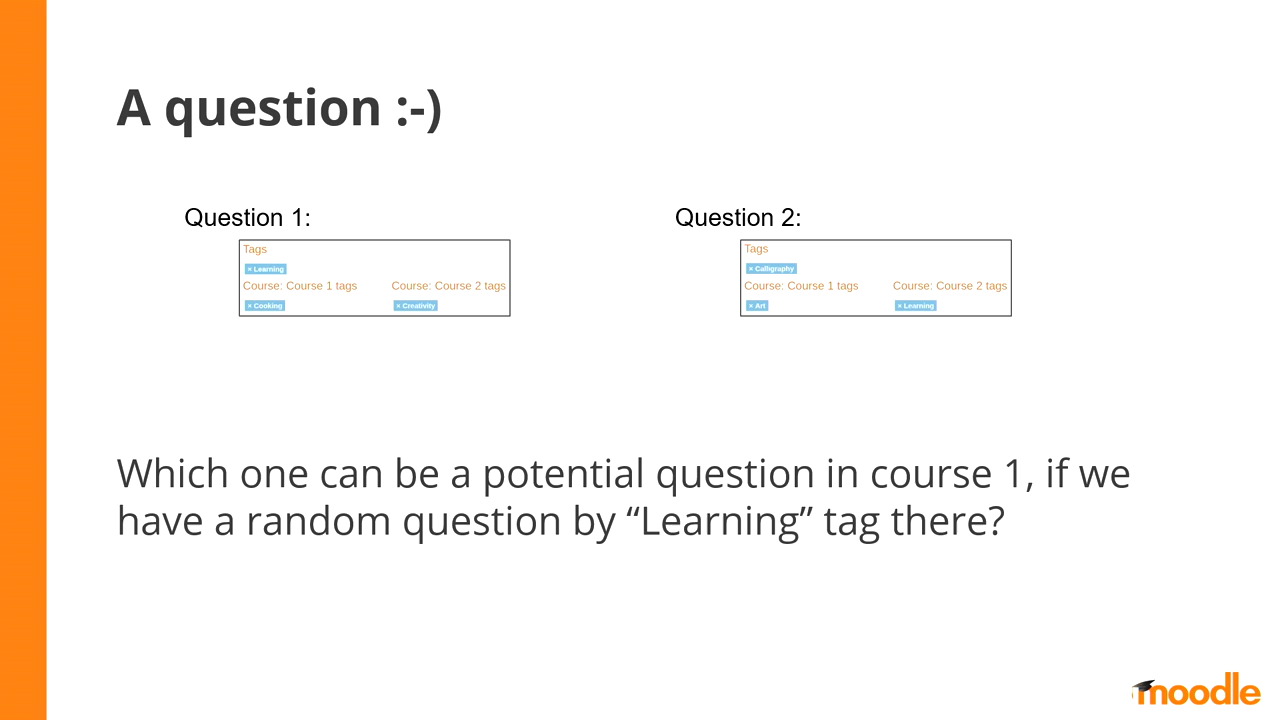 A question :-)
Question 1:
Question 2:
Tags
× Learning
Course: Course 1 tags
Course: Course 2 tags
× Cooking
× Creativity
Tags
× Calligraphy
Course: Course 1 tags
Course: Course 2 tags
× Art
× Learning
Which one can be a potential question in course 1, if we
have a random question by “Learning” tag there?
moodle